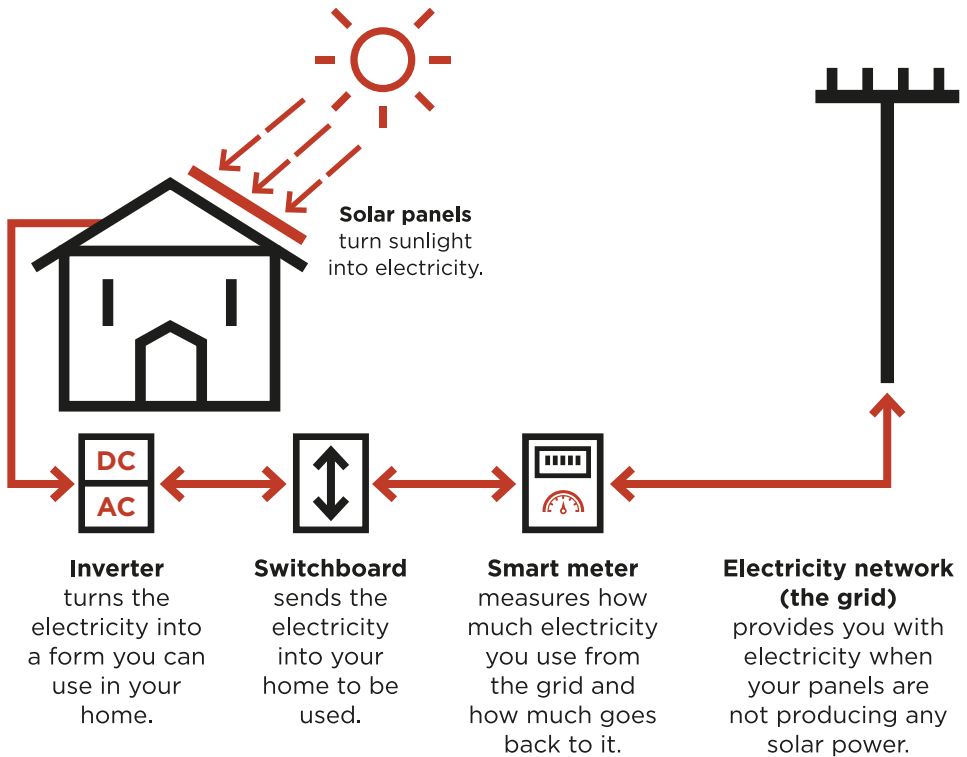 Solar panels
turn sunlight
into electricity.
DC
AC
Inverter
turns the
electricity into
a form you can
use in your
home.
Switchboard
sends the
electricity
into your
home to be
used.
Smart meter
measures how
much electricity
you use from
the grid and
how much goes
back to it.
Electricity network
(the grid)
provides you with
electricity when
your panels are
not producing any
solar power.